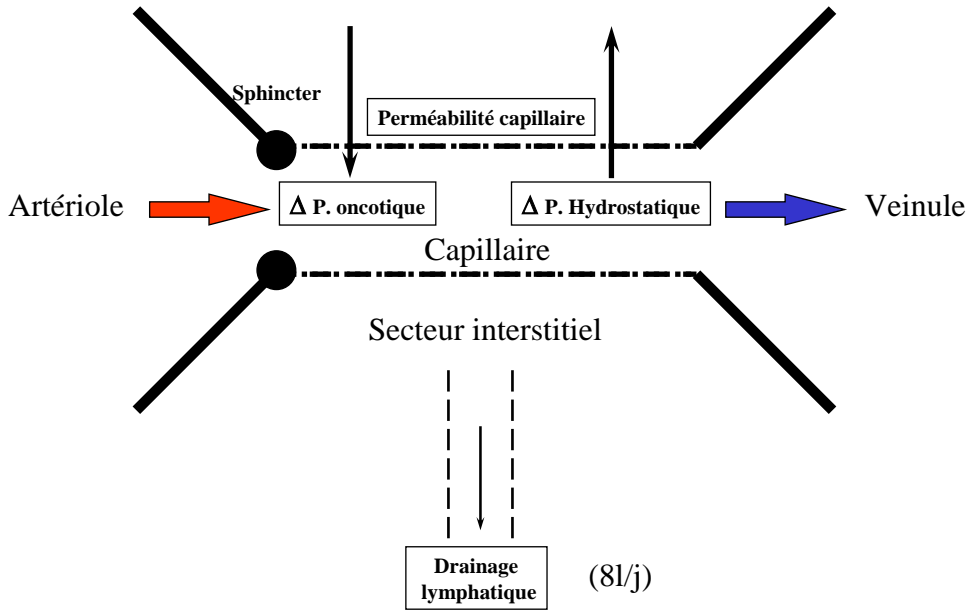 Sphincter
Perméabilité capillaire
Artériole
Δ P. oncotique
Δ P. Hydrostatique
Veinule
Capillaire
Secteur interstitiel
Drainage
lymphatique
(8l/j)